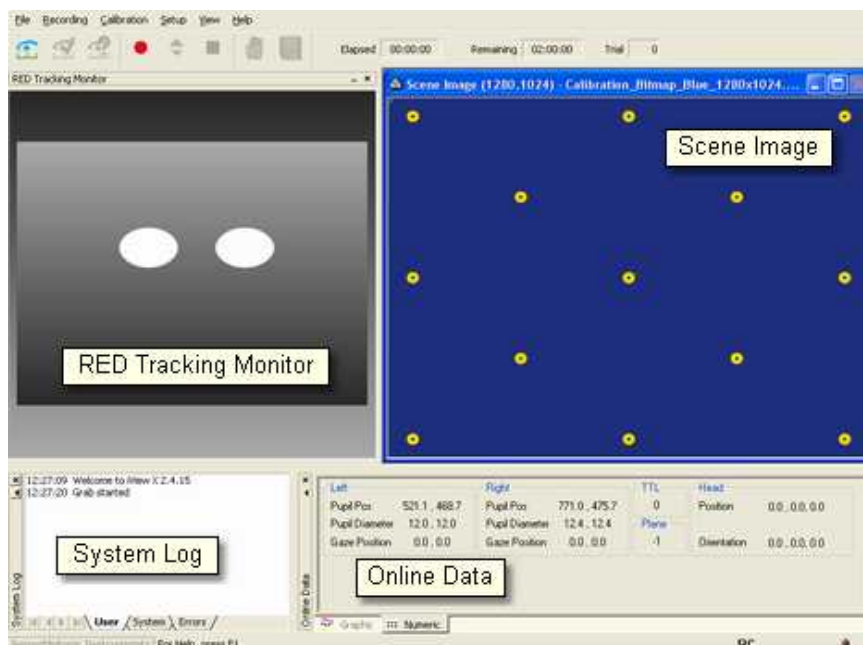 File Recording Calibration Setup View Help
Elapsed 00:00:00 Remaining 02:00:00 Trial 0
RED Tracking Monitor
Scene Image (1280,1024) - Calibration_Bitmap_Blue_1280x1024....
Scene Image
RED Tracking Monitor
12:27:09 Welcome to iView X 2.4.15
12:27:20 Grab started
System Log
System Log
User System Errors
Online Data
Left Right TTL Head
Pupil Pos 521.1 , 468.7 Pupil Pos 771.0 , 475.7 0 Position 0.0 , 0.0, 0.0
Pupil Diameter 12.0 , 12.0 Pupil Diameter 12.4 , 12.4 Plane
Gaze Position 0.0 , 0.0 Gaze Position 0.0 , 0.0 -1 Orientation 0.0 , 0.0, 0.0
Online Data
Graphs Numeric
For Help, press F1